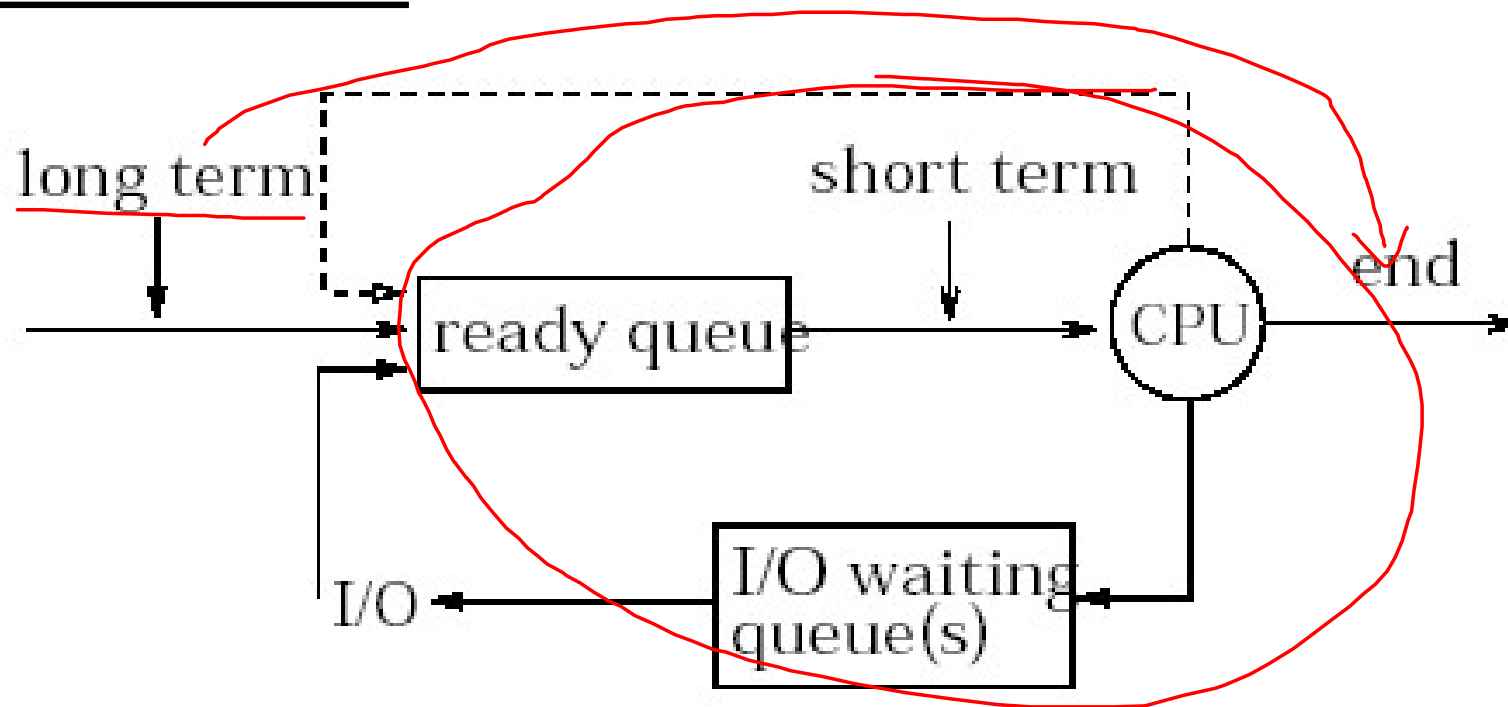 long term
short term
end
ready queue
CPU
I/O waiting
queue(s)
I/O